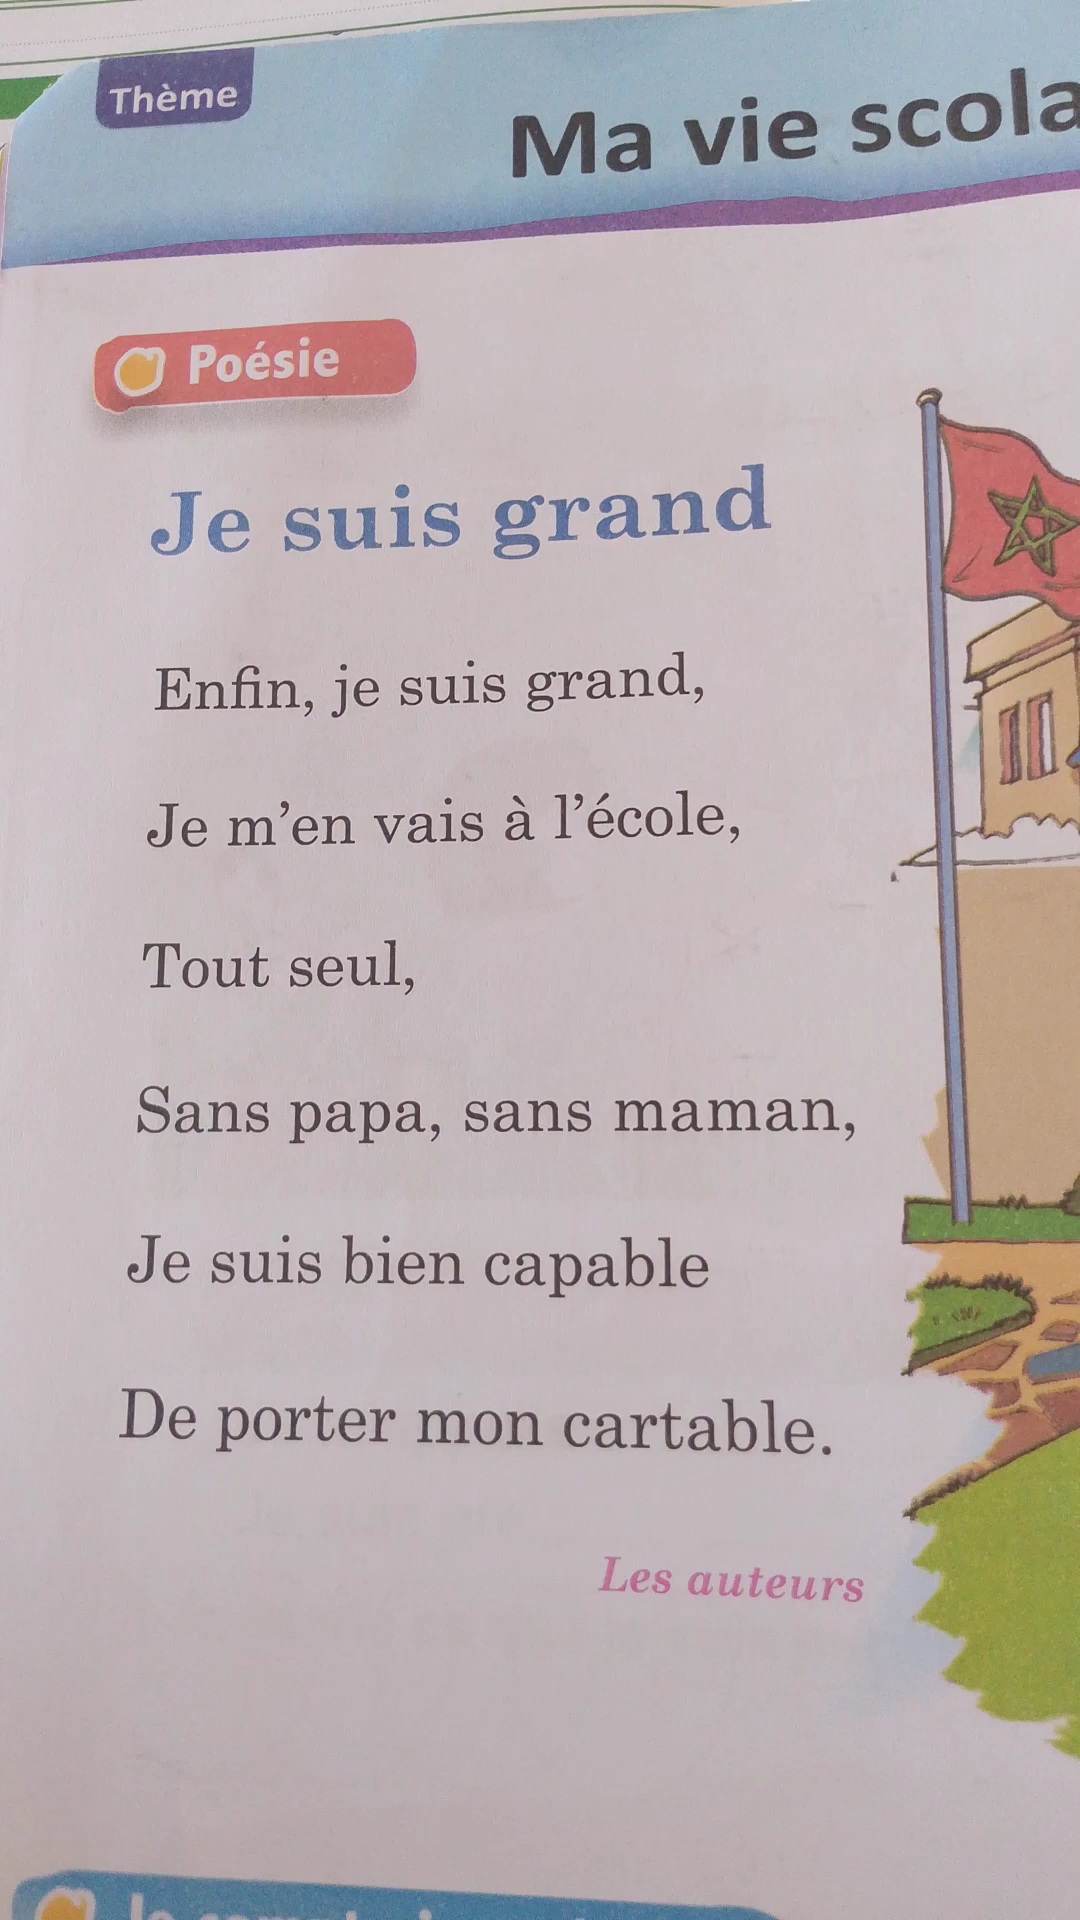 Thème
Ma vie
Poésie
Je suis grand
Enfin, je suis grand,
Je m'en vais à l'école,
Tout seul,
Sans papa, sans maman,
Je suis bien capable
De porter mon cartable.
Les auteurs